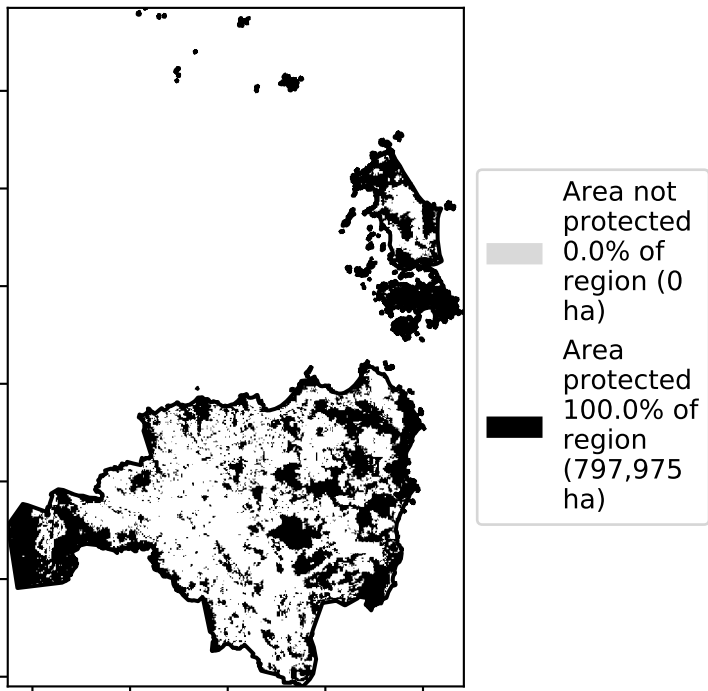 Area not
protected
0.0% of
region (0
ha)
Area
protected
100.0% of
region
(797,975
ha)